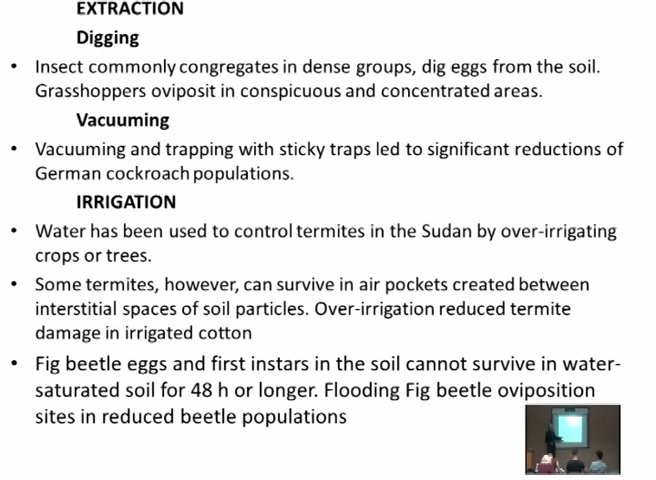 EXTRACTION
Digging
• Insect commonly congregates in dense groups, dig eggs from the soil.
Grasshoppers oviposit in conspicuous and concentrated areas.
Vacuuming
• Vacuuming and trapping with sticky traps led to significant reductions of
German cockroach populations.
IRRIGATION
• Water has been used to control termites in the Sudan by over-irrigating
crops or trees.
• Some termites, however, can survive in air pockets created between
interstitial spaces of soil particles. Over-irrigation reduced termite
damage in irrigated cotton
• Fig beetle eggs and first instars in the soil cannot survive in water-
saturated soil for 48 h or longer. Flooding Fig beetle oviposition
sites in reduced beetle populations